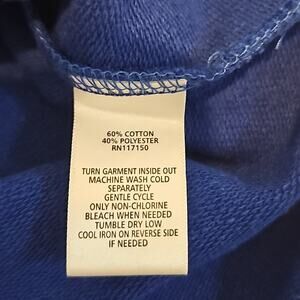 60% COTTON
40% POLYESTER
RN117150
TURN GARMENT INSIDE OUT
MACHINE WASH COLD
SEPARATELY
GENTLE CYCLE
ONLY NON-CHLORINE
BLEACH WHEN NEEDED
TUMBLE DRY LOW
COOL IRON ON REVERSE SIDE
IF NEEDED